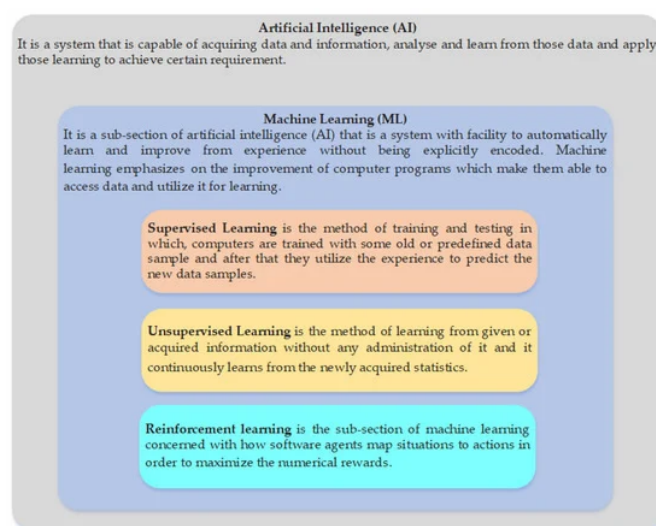 Artificial Intelligence (AI)
It is a system that is capable of acquiring data and information, analyse and learn from those data and apply
those learning to achieve certain requirement.
Machine Learning (ML)
It is a sub-section of artificial intelligence (AI) that is a system with facility to automatically
learn and improve from experience without being explicitly encoded. Machine
learning emphasizes on the improvement of computer programs which make them able to
access data and utilize it for learning.
Supervised Learning is the method of training and testing in
which, computers are trained with some old or predefined data
sample and after that they utilize the experience to predict the
new data samples.
Unsupervised Learning is the method of learning from given or
acquired information without any administration of it and it
continuously learns from the newly acquired statistics.
Reinforcement learning is the sub-section of machine learning
concerned with how software agents map situations to actions in
order to maximize the numerical rewards.